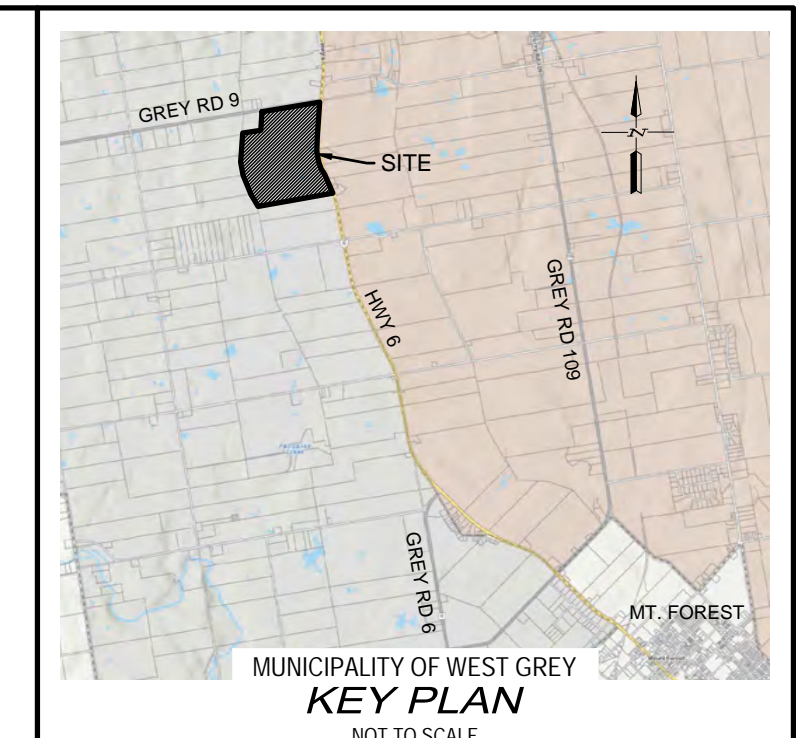 GREY RD 9
N
SITE
HWY 6
GREY RD 109
GREY RD 6
MT. FOREST
MUNICIPALITY OF WEST GREY
KEY PLAN
NOT TO SCALE